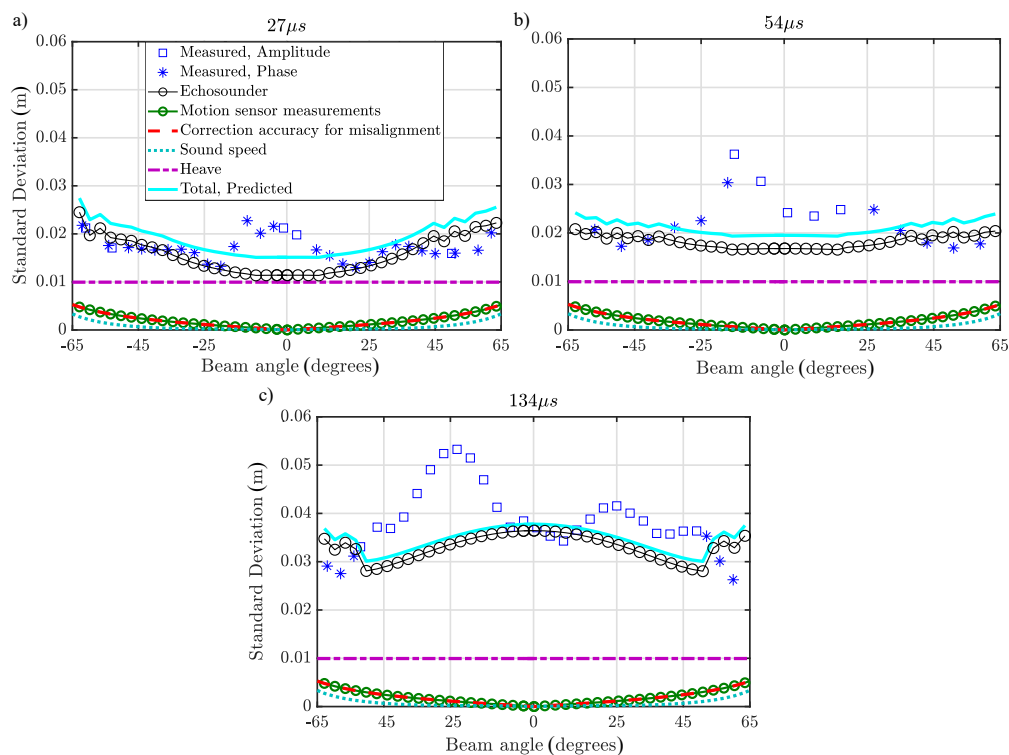 a)
27μs
0.06
0.05
0.04
0.03
0.02
0.01
0
Standard Deviation (m)
Measured, Amplitude
Measured, Phase
Echosounder
Motion sensor measurements
Correction accuracy for misalignment
Sound speed
Heave
Total, Predicted
-65 -45 -25 0 25 45 65
Beam angle (degrees)
b)
54μs
0.06
0.05
0.04
0.03
0.02
0.01
0
-65 -45 -25 0 25 45 65
Beam angle (degrees)
c)
134μs
0.06
0.05
0.04
0.03
0.02
0.01
0
Standard Deviation (m)
-65 45 25 0 25 45 65
Beam angle (degrees)